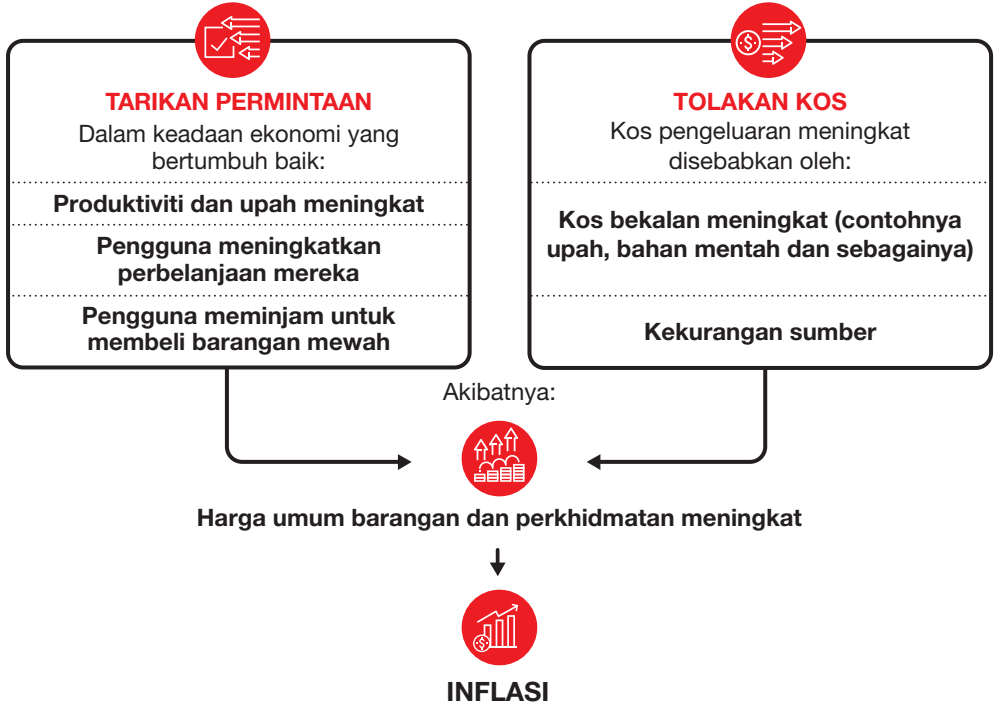 TARIKAN PERMINTAAN
Dalam keadaan ekonomi yang
bertumbuh baik:
Produktiviti dan upah meningkat
Pengguna meningkatkan
perbelanjaan mereka
Pengguna meminjam untuk
membeli barangan mewah
TOLAKAN KOS
Kos pengeluaran meningkat
disebabkan oleh:
Kos bekalan meningkat (contohnya
upah, bahan mentah dan sebagainya)
Kekurangan sumber
Akibatnya:
Harga umum barangan dan perkhidmatan meningkat
INFLASI